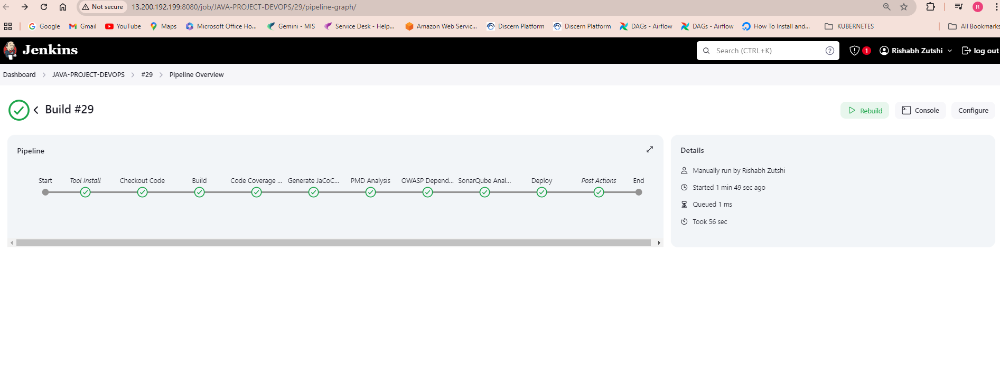 Not secure 13.200.192.199:8080/job/JAVA-PROJECT-DEVOPS/29/pipeline-graph/ R
Google Gmail YouTube Maps Microsoft Office Ho... Gemini - MIS Service Desk - Help... Amazon Web Servic... Discern Platform Discern Platform DAGs - Airflow DAGs - Airflow How To Install and... KUBERNETES All Bookmarks
Jenkins Search (CTRL+K) ? 1 Rishabh Zutshi log out
Dashboard JAVA-PROJECT-DEVOPS #29 Pipeline Overview
Build #29 Rebuild Console Configure
Pipeline
Start Tool Install Checkout Code Build Code Coverage ... Generate JaCoC... PMD Analysis OWASP Depend... SonarQube Anal... Deploy Post Actions End
Details
Manually run by Rishabh Zutshi
Started 1 min 49 sec ago
Queued 1 ms
Took 56 sec